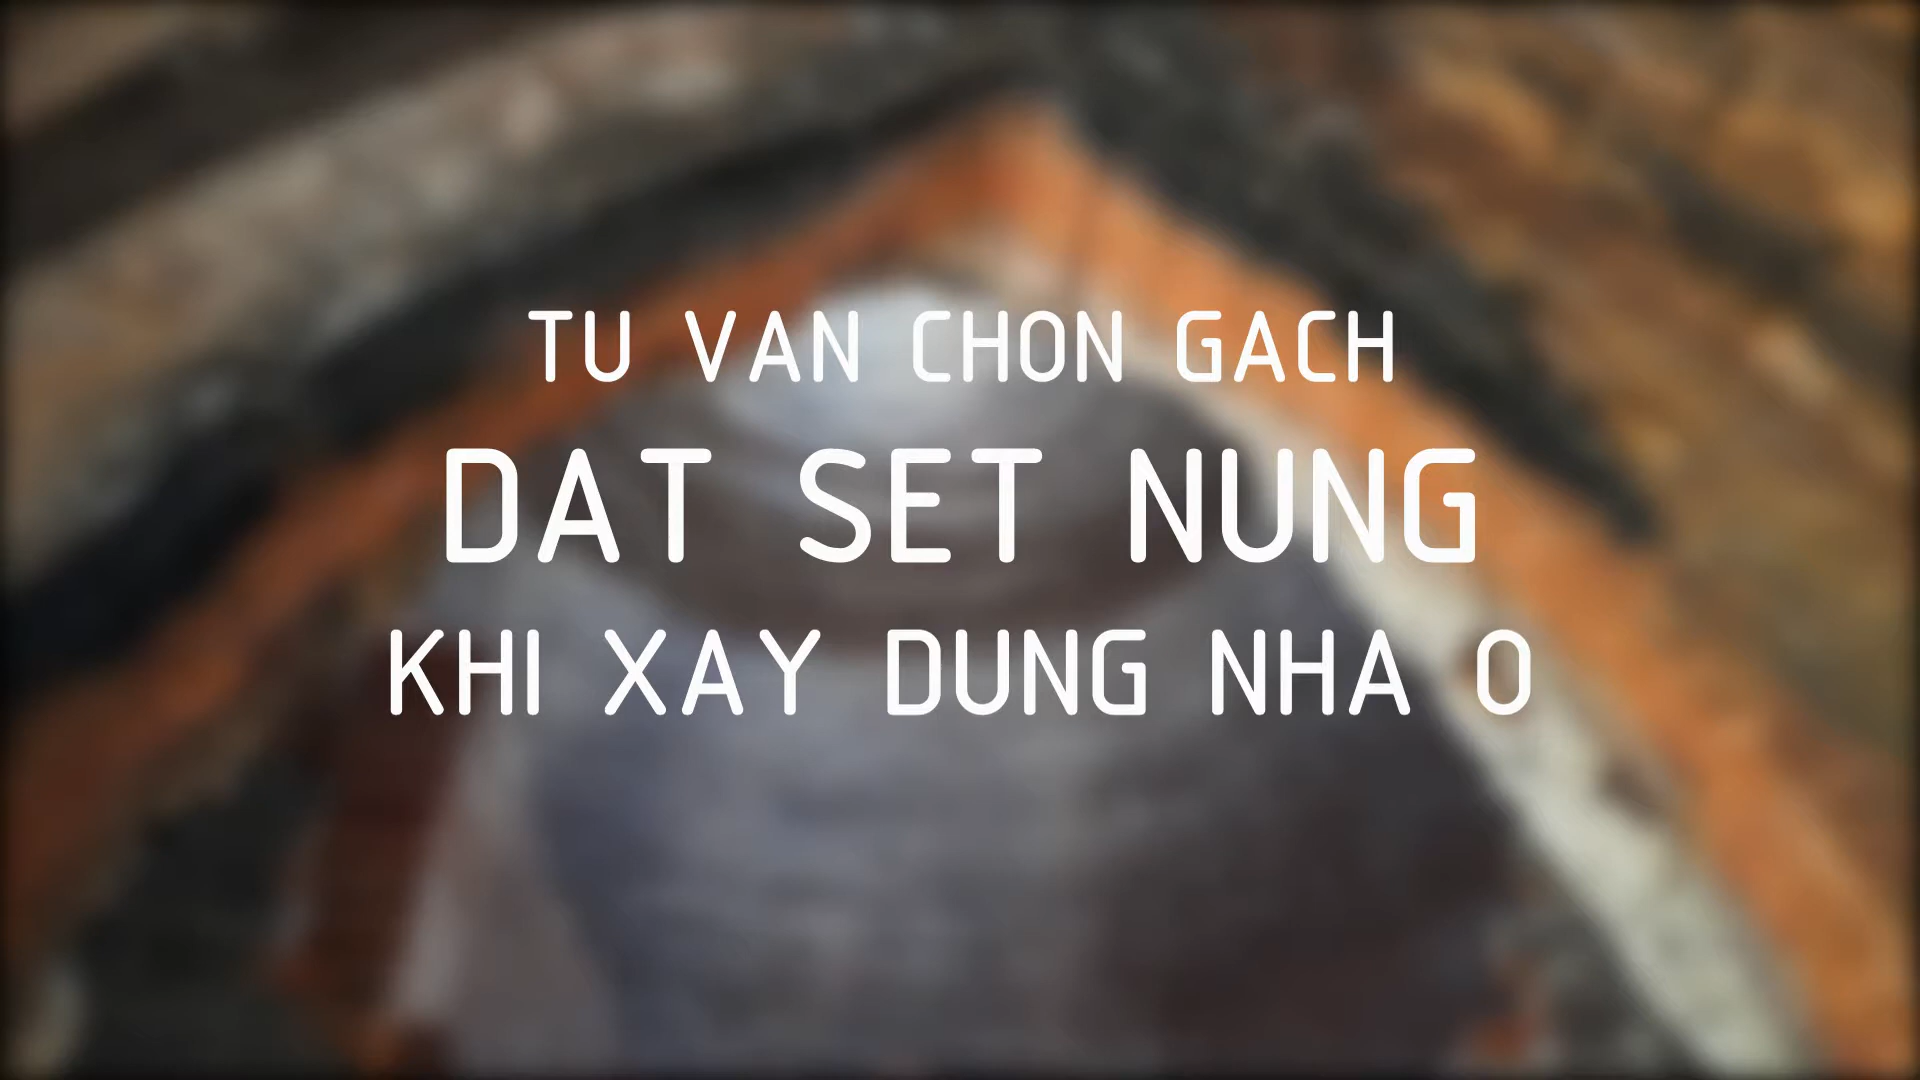 TU VAN CHON GACH
DAT SET NUNG
KHI XAY DUNG NHA O